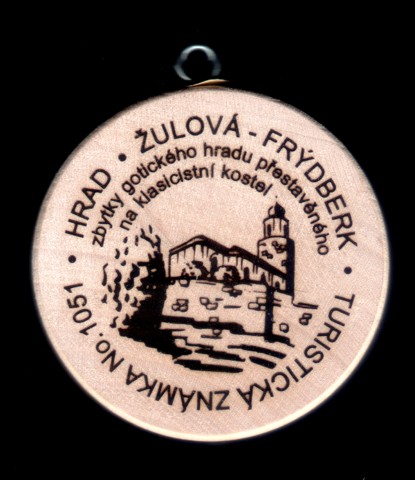 HRAD • ŽULOVÁ - FRÝDBERK •
zbytky gotického hradu přestavěného
na klasicistní kostel
TURISTICKÁ ZNÁMKA No.1051 •